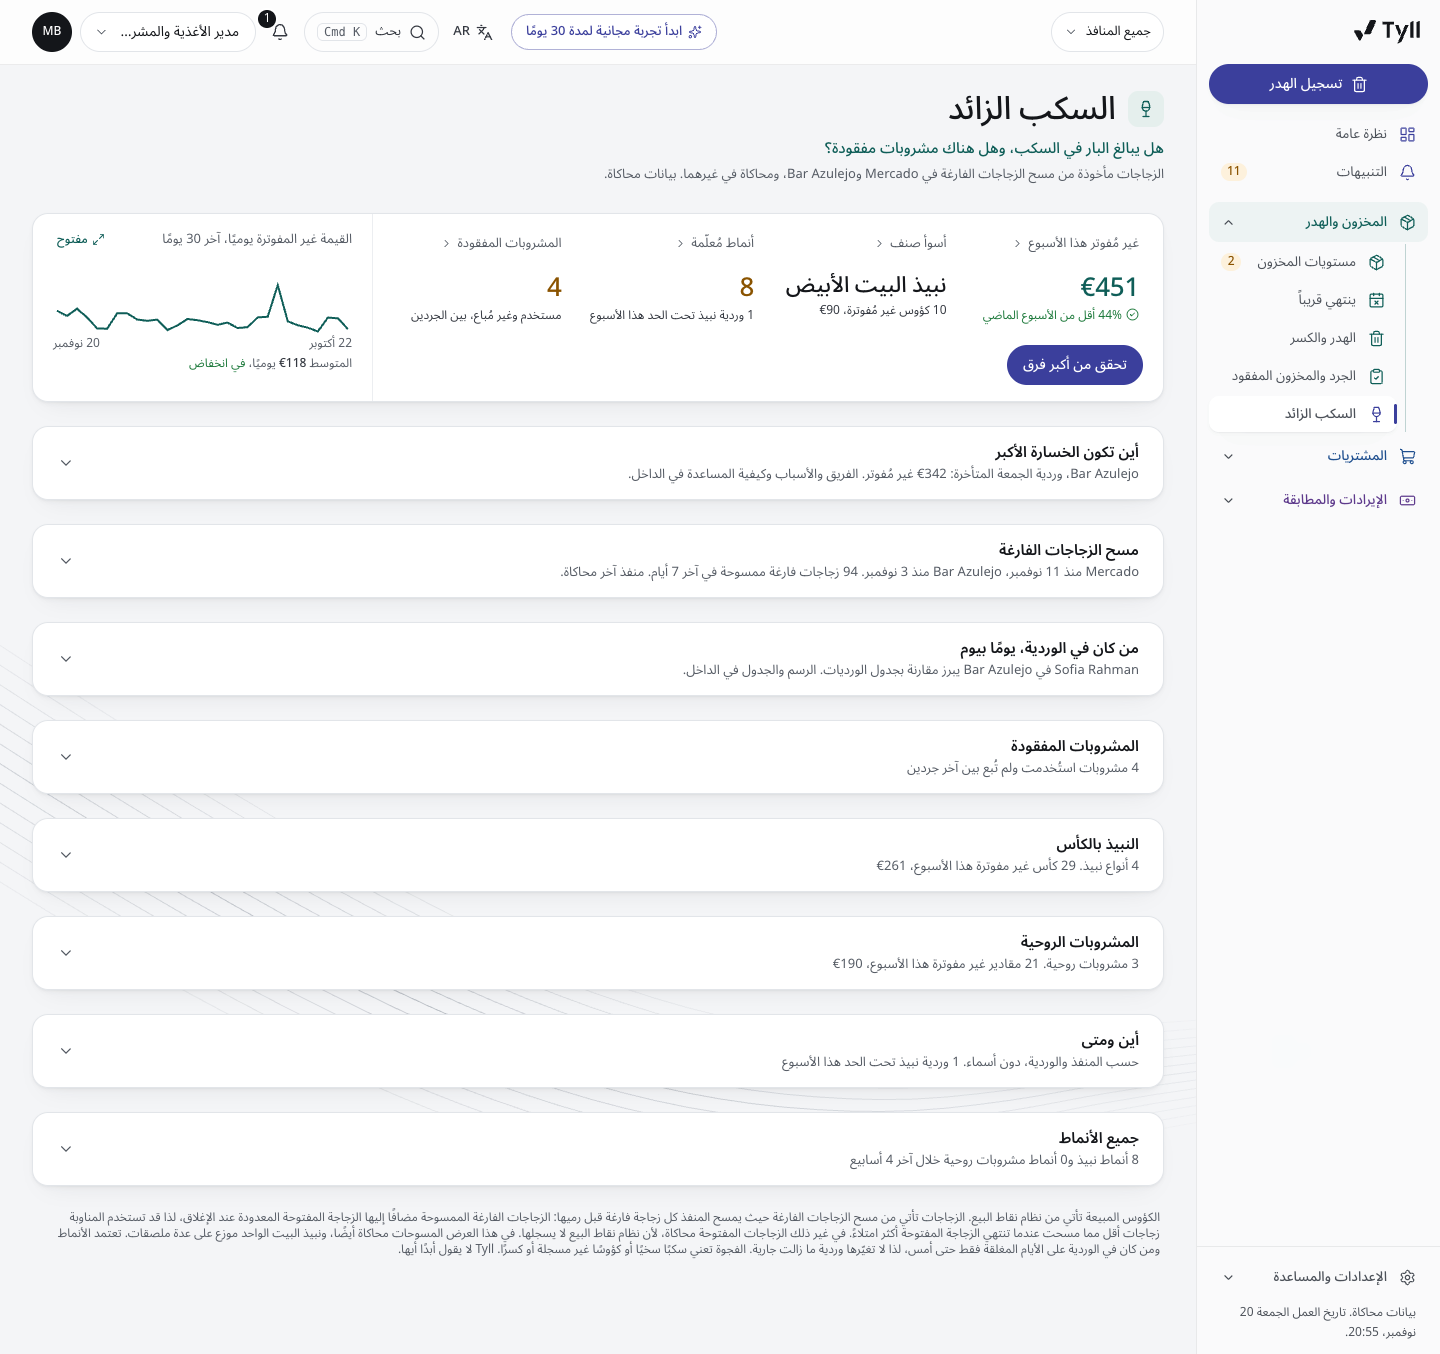 Tyll
تسجيل الهدر
نظرة عامة
التنبيهات 11
المخزون والهدر
مستويات المخزون 2
ينتهي قريباً
الهدر والكسر
الجرد والمخزون المفقود
السكب الزائد
المشتريات
الإيرادات والمطابقة
الإعدادات والمساعدة
بيانات محاكاة. تاريخ العمل الجمعة 20
نوفمبر، 20:55.
جميع المنافذ
ابدأ تجربة مجانية لمدة 30 يومًا
AR
بحث Cmd K
1
مدير الأغذية والمشر...
MB
السكب الزائد
هل يبالغ البار في السكب، وهل هناك مشروبات مفقودة؟
الزجاجات مأخوذة من مسح الزجاجات الفارغة في Mercado وBar Azulejo، ومحاكاة في غيرهما. بيانات محاكاة.
غير مُفوتر هذا الأسبوع
€451
44% أقل من الأسبوع الماضي
أسوأ صنف
نبيذ البيت الأبيض
10 كؤوس غير مُفوترة، €90
أنماط مُعلّمة
8
1 وردية نبيذ تحت الحد هذا الأسبوع
المشروبات المفقودة
4
مستخدم وغير مُباع، بين الجردين
تحقق من أكبر فرق
القيمة غير المفوترة يوميًا، آخر 30 يومًا
مفتوح
22 أكتوبر
20 نوفمبر
المتوسط €118 يوميًا، في انخفاض
أين تكون الخسارة الأكبر
Bar Azulejo، وردية الجمعة المتأخرة: €342 غير مُفوتر. الفريق والأسباب وكيفية المساعدة في الداخل.
مسح الزجاجات الفارغة
Mercado منذ 11 نوفمبر، Bar Azulejo منذ 3 نوفمبر. 94 زجاجات فارغة ممسوحة في آخر 7 أيام. منفذ آخر محاكاة.
من كان في الوردية، يومًا بيوم
Sofia Rahman في Bar Azulejo يبرز مقارنة بجدول الورديات. الرسم والجدول في الداخل.
المشروبات المفقودة
4 مشروبات استُخدمت ولم تُبع بين آخر جردين
النبيذ بالكأس
4 أنواع نبيذ. 29 كأس غير مفوترة هذا الأسبوع، €261
المشروبات الروحية
3 مشروبات روحية. 21 مقادير غير مفوترة هذا الأسبوع، €190
أين ومتى
حسب المنفذ والوردية، دون أسماء. 1 وردية نبيذ تحت الحد هذا الأسبوع
جميع الأنماط
8 أنماط نبيذ و0 أنماط مشروبات روحية خلال آخر 4 أسابيع
الكؤوس المبيعة تأتي من نظام نقاط البيع. الزجاجات تأتي من مسح الزجاجات الفارغة حيث يمسح المنفذ كل زجاجة فارغة قبل رميها: الزجاجات الفارغة الممسوحة مضافًا إليها الزجاجة المفتوحة المعدودة عند الإغلاق، لذا قد تستخدم المناوبة
زجاجات أقل مما مسحت عندما تنتهي الزجاجة المفتوحة أكثر امتلاءً. في غير ذلك الزجاجات المفتوحة محاكاة، لأن نظام نقاط البيع لا يسجلها. في هذا العرض المسوحات محاكاة أيضًا، ونبيذ البيت الواحد موزع على عدة ملصقات. تعتمد الأنماط
ومن كان في الوردية على الأيام المغلقة فقط حتى أمس، لذا لا تغيّرها وردية ما زالت جارية. الفجوة تعني سكبًا سخيًا أو كؤوسًا غير مسجلة أو كسرًا. Tyll لا يقول أبدًا أيها.